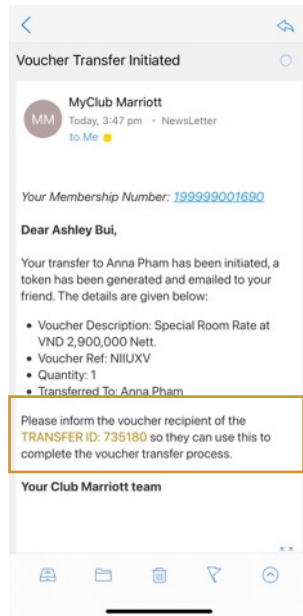 Voucher Transfer Initiated
MM
MyClub Marriott
Today, 3:47 pm • NewsLetter
to Me
Your Membership Number: 199999001690
Dear Ashley Bui,
Your transfer to Anna Pham has been initiated, a
token has been generated and emailed to your
friend. The details are given below:
• Voucher Description: Special Room Rate at
VND 2,900,000 Nett.
• Voucher Ref: NIIUXV
• Quantity: 1
• Transferred To: Anna Pham
Please inform the voucher recipient of the
TRANSFER ID: 735180 so they can use this to
complete the voucher transfer process.
Your Club Marriott team